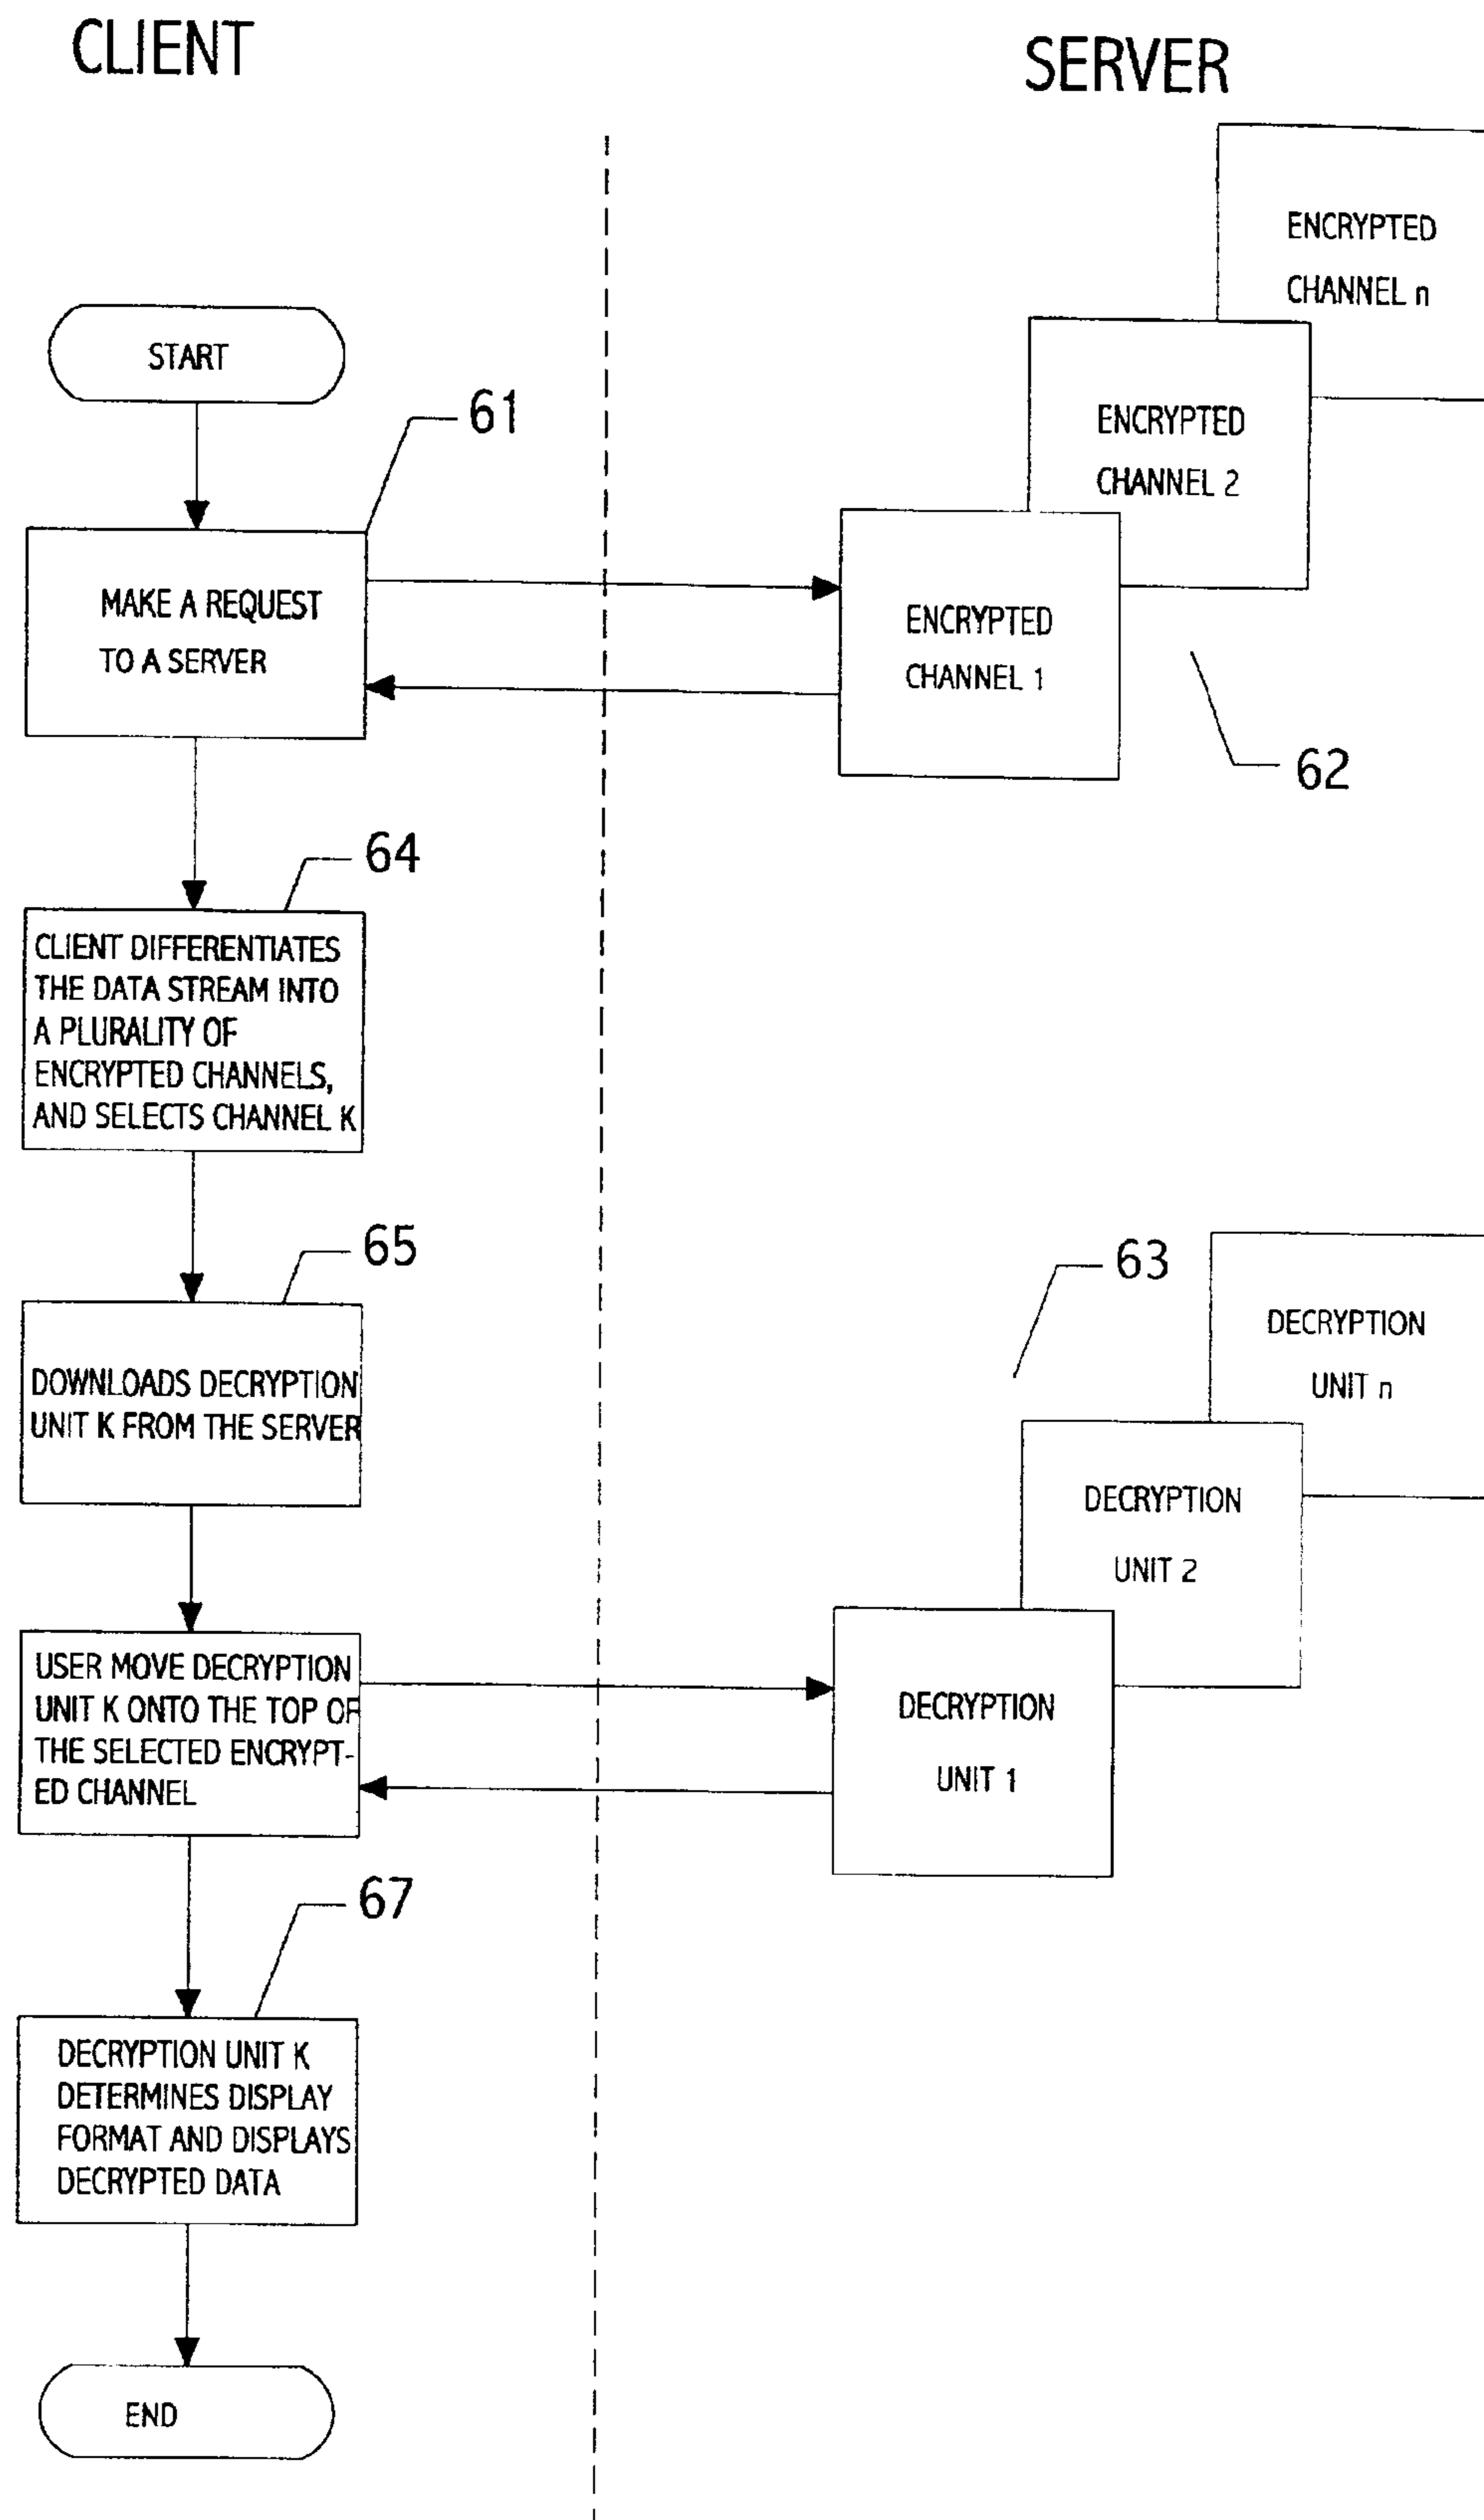 CLIENT
SERVER
ENCRYPTED
CHANNEL n
START
61
ENCRYPTED
CHANNEL 2
MAKE A REQUEST
TO A SERVER
ENCRYPTED
CHANNEL 1
62
64
CLIENT DIFFERENTIATES
THE DATA STREAM INTO
A PLURALITY OF
ENCRYPTED CHANNELS,
AND SELECTS CHANNEL K
65
63
DECRYPTION
UNIT n
DOWNLOADS DECRYPTION
UNIT K FROM THE SERVER
DECRYPTION
UNIT 2
USER MOVE DECRYPTION
UNIT K ONTO THE TOP OF
THE SELECTED ENCRYPT-
ED CHANNEL
DECRYPTION
UNIT 1
67
DECRYPTION UNIT K
DETERMINES DISPLAY
FORMAT AND DISPLAYS
DECRYPTED DATA
END